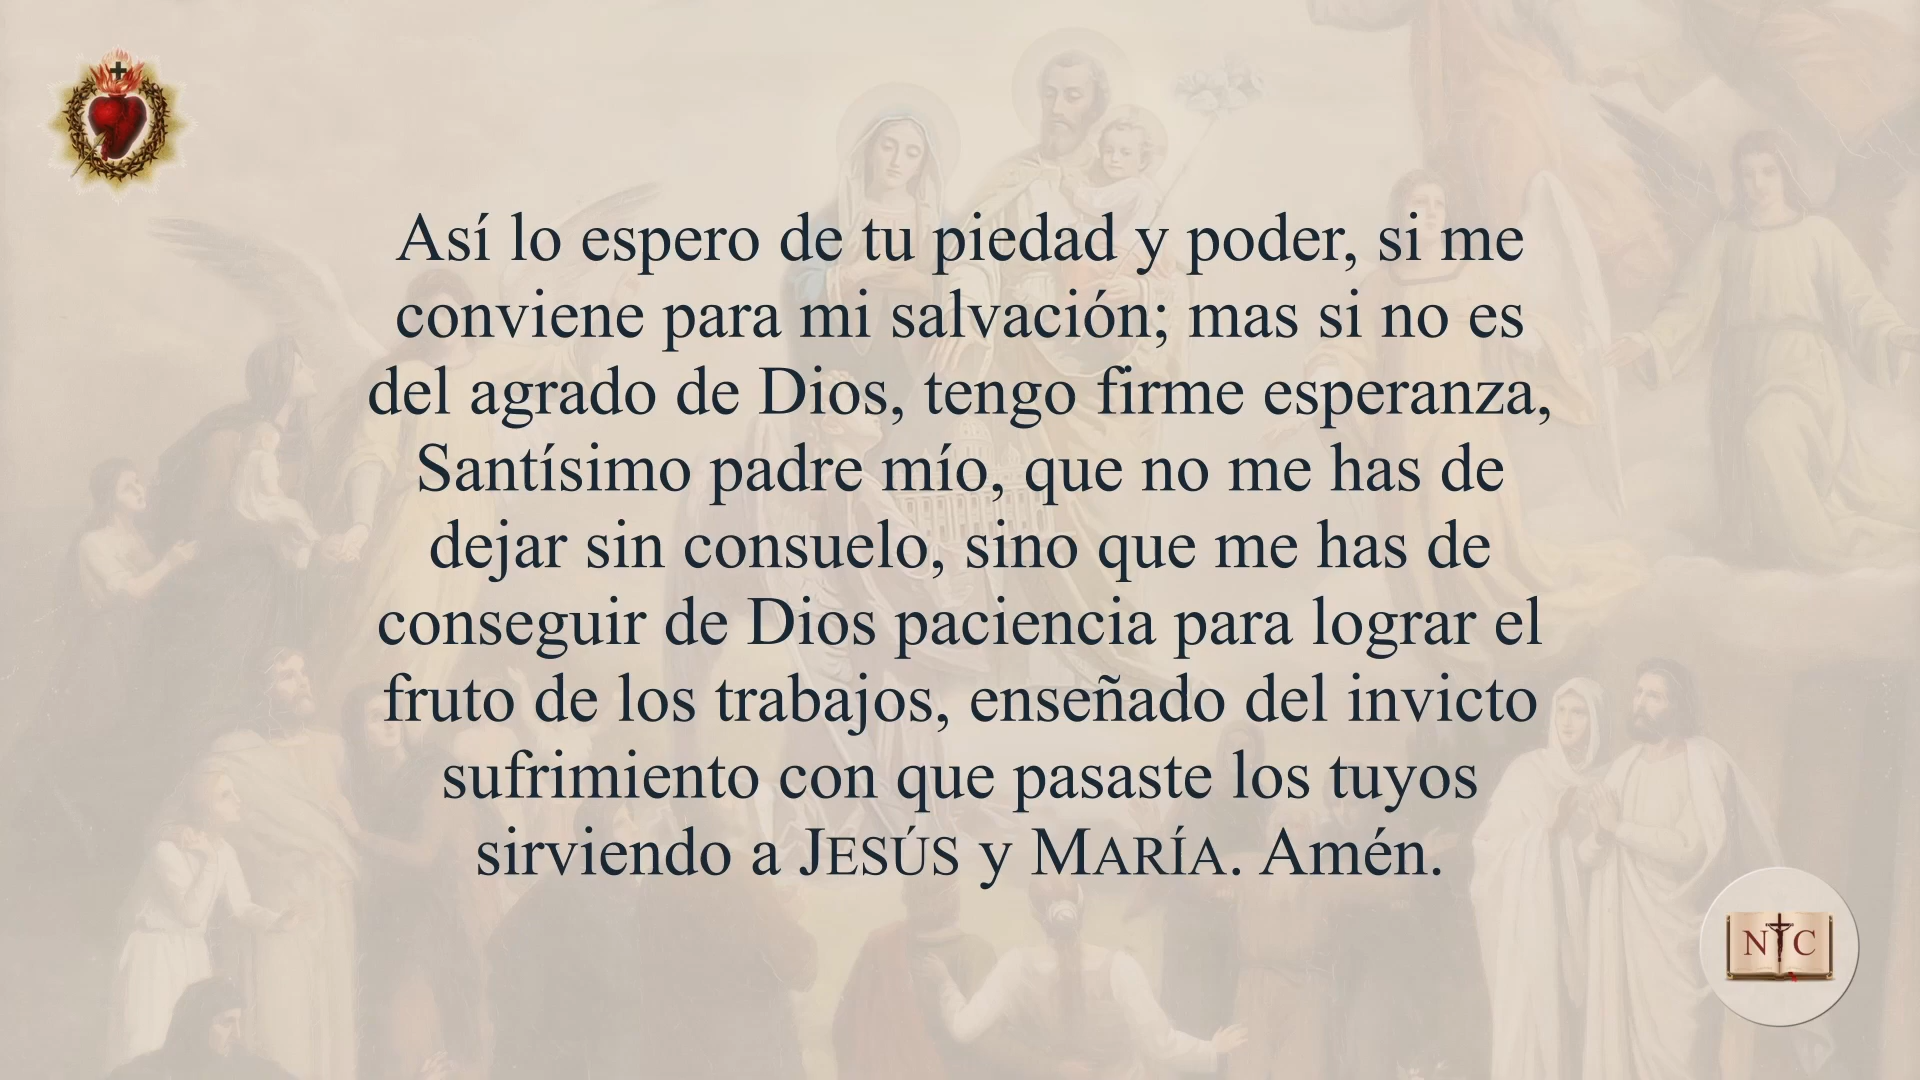 Así lo espero de tu piedad y poder, si me
conviene para mi salvación; mas si no es
del agrado de Dios, tengo firme esperanza,
Santísimo padre mío, que no me has de
dejar sin consuelo, sino que me has de
conseguir de Dios paciencia para lograr el
fruto de los trabajos, enseñado del invicto
sufrimiento con que pasaste los tuyos
sirviendo a JESÚS y MARÍA. Amén.
N C